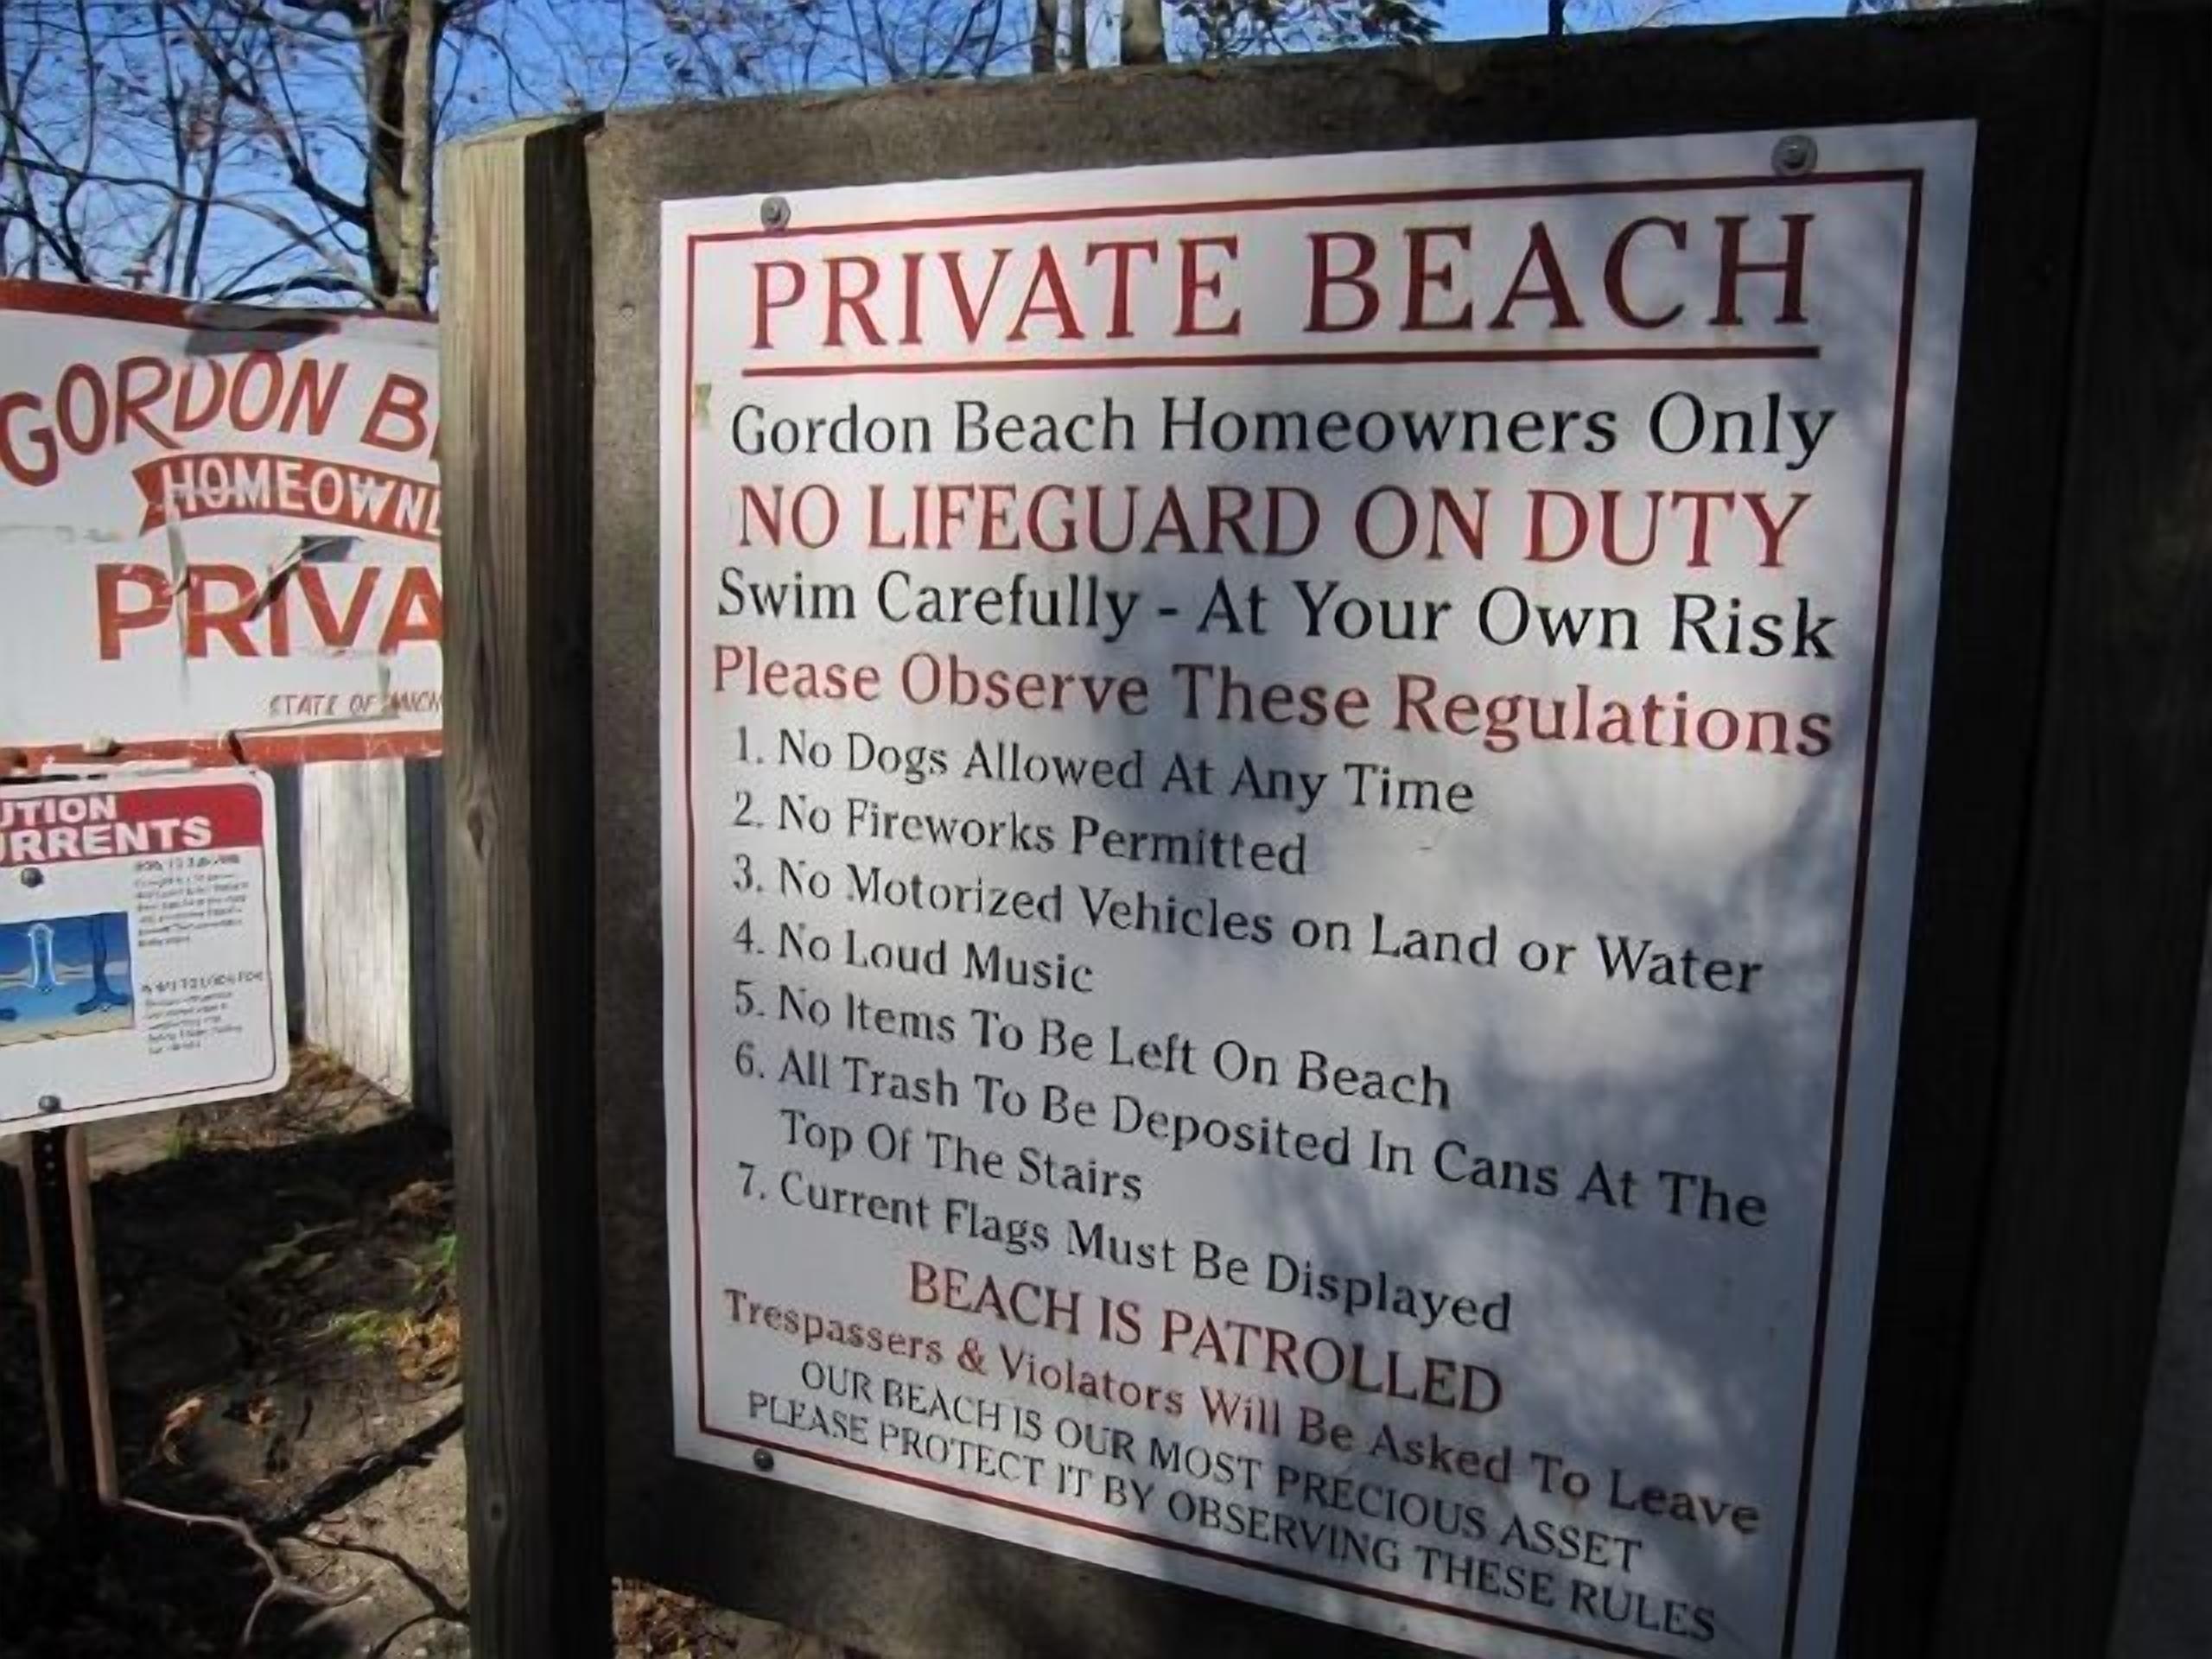 GORDON B
HOMEOWN
PRIVA
STATE OF MICH
UTION
URRENTS
PRIVATE BEACH
Gordon Beach Homeowners Only
NO LIFEGUARD ON DUTY
Swim Carefully - At Your Own Risk
Please Observe These Regulations
1. No Dogs Allowed At Any Time
2. No Fireworks Permitted
3. No Motorized Vehicles on Land or Water
4. No Loud Music
5. No Items To Be Left On Beach
6. All Trash To Be Deposited In Cans At The
Top Of The Stairs
7. Current Flags Must Be Displayed
BEACH IS PATROLLED
Trespassers & Violators Will Be Asked To Leave
OUR BEACH IS OUR MOST PRECIOUS ASSET
PLEASE PROTECT IT BY OBSERVING THESE RULES